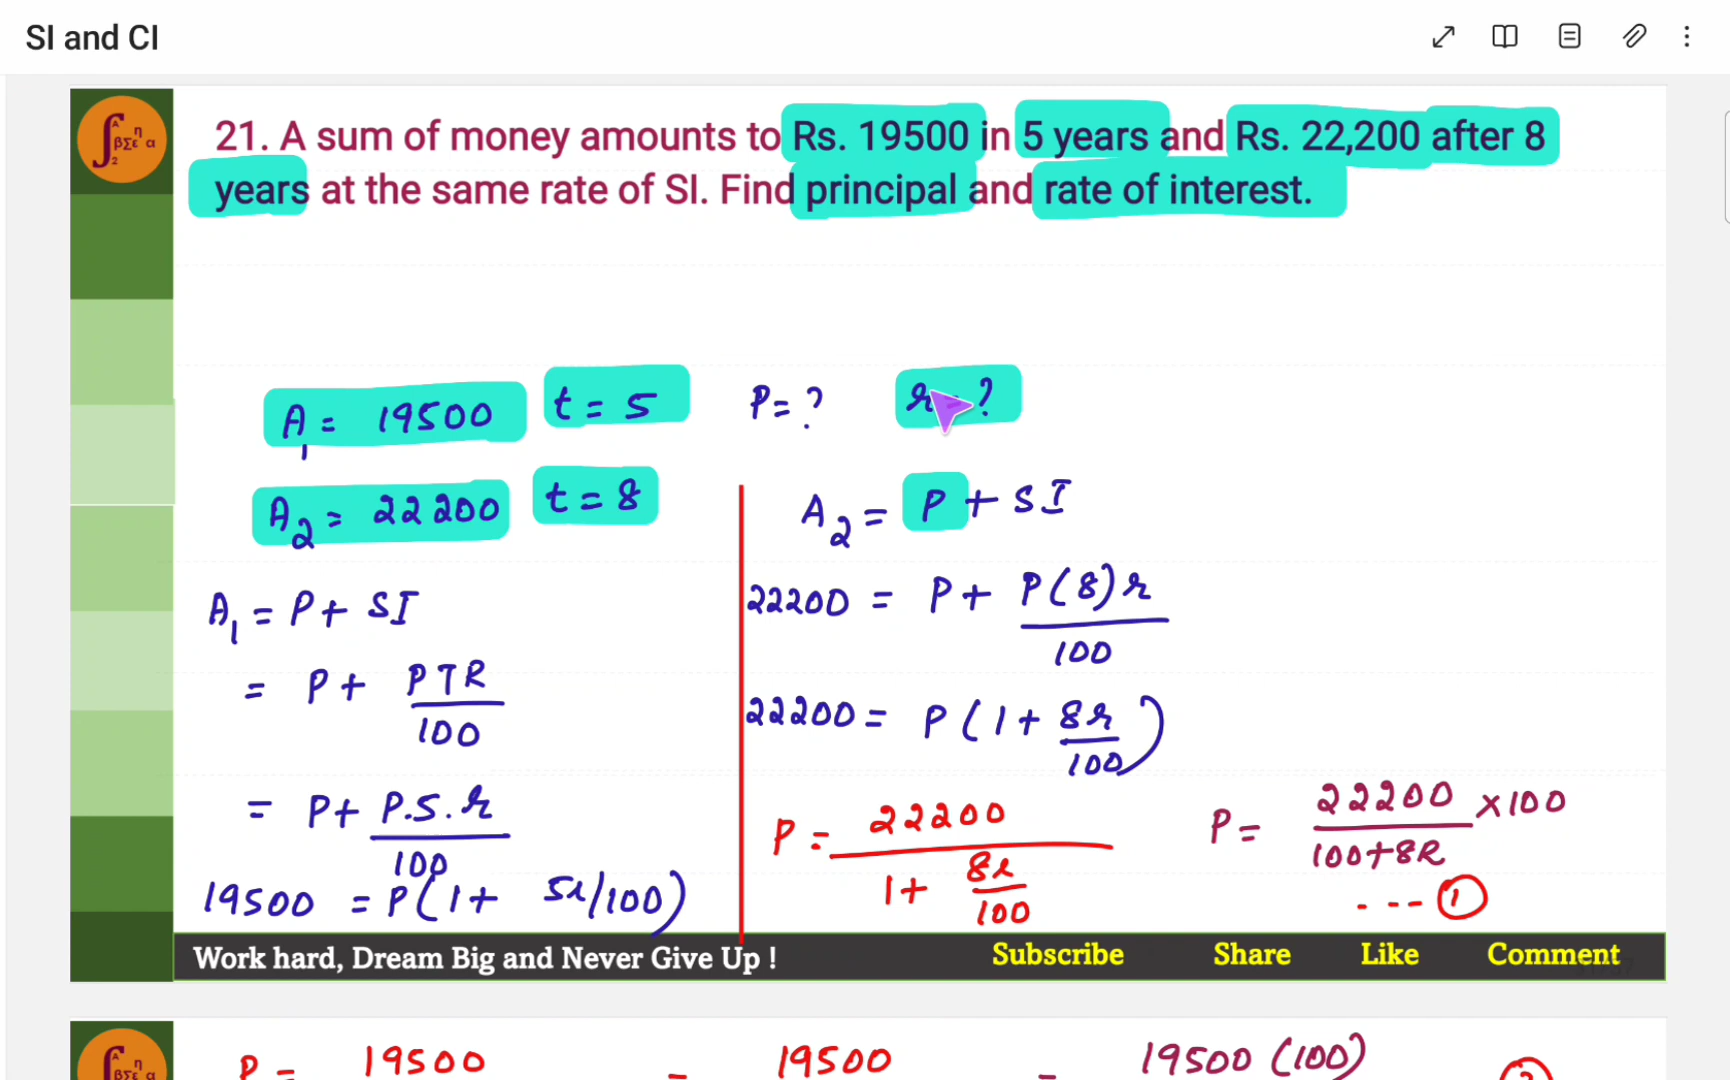 SI and CI
21. A sum of money amounts to Rs. 19500 in 5 years and Rs. 22,200 after 8
years at the same rate of SI. Find principal and rate of interest.
A₁ = 19500 t = 5 P = ? r = ?
A₂ = 22200 t = 8
A₁ = P + SI
= P + PTR/100
= P + P.5.r/100
19500 = P(1 + 5r/100)
A₂ = P + SI
22200 = P + P(8)r/100
22200 = P(1 + 8r/100)
P = 22200/(1 + 8r/100)
P = 22200/(100+8R) × 100
. --- ①
Work hard, Dream Big and Never Give Up !
Subscribe Share Like Comment
P = 19500 = 19500 = 19500 (100)